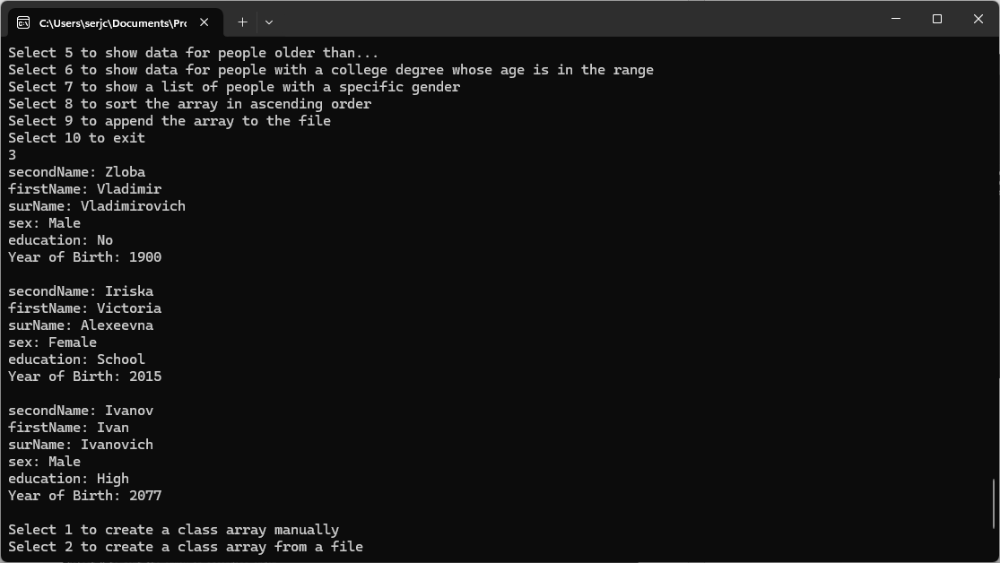 C:\Users\serjc\Documents\Pro
Select 5 to show data for people older than...
Select 6 to show data for people with a college degree whose age is in the range
Select 7 to show a list of people with a specific gender
Select 8 to sort the array in ascending order
Select 9 to append the array to the file
Select 10 to exit
3
secondName: Zloba
firstName: Vladimir
surName: Vladimirovich
sex: Male
education: No
Year of Birth: 1900
secondName: Iriska
firstName: Victoria
surName: Alexeevna
sex: Female
education: School
Year of Birth: 2015
secondName: Ivanov
firstName: Ivan
surName: Ivanovich
sex: Male
education: High
Year of Birth: 2077
Select 1 to create a class array manually
Select 2 to create a class array from a file